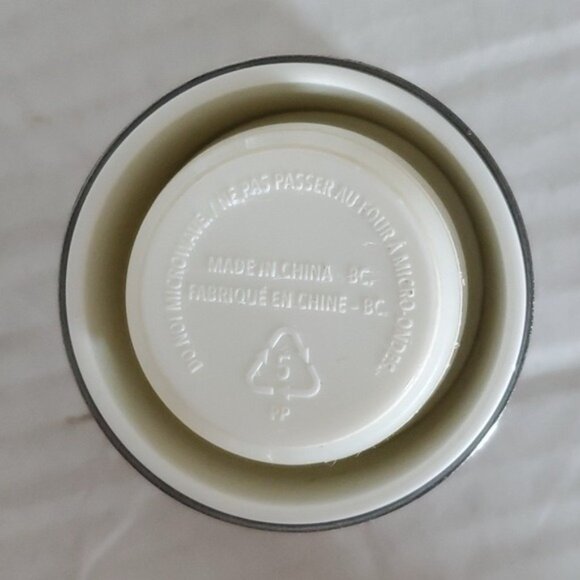 DO NOT MICROWAVE / NE PAS PASSER AU FOUR À MICRO-ONDES.
MADE IN CHINA - BC.
FABRIQUÉ EN CHINE - BC.
5
PP